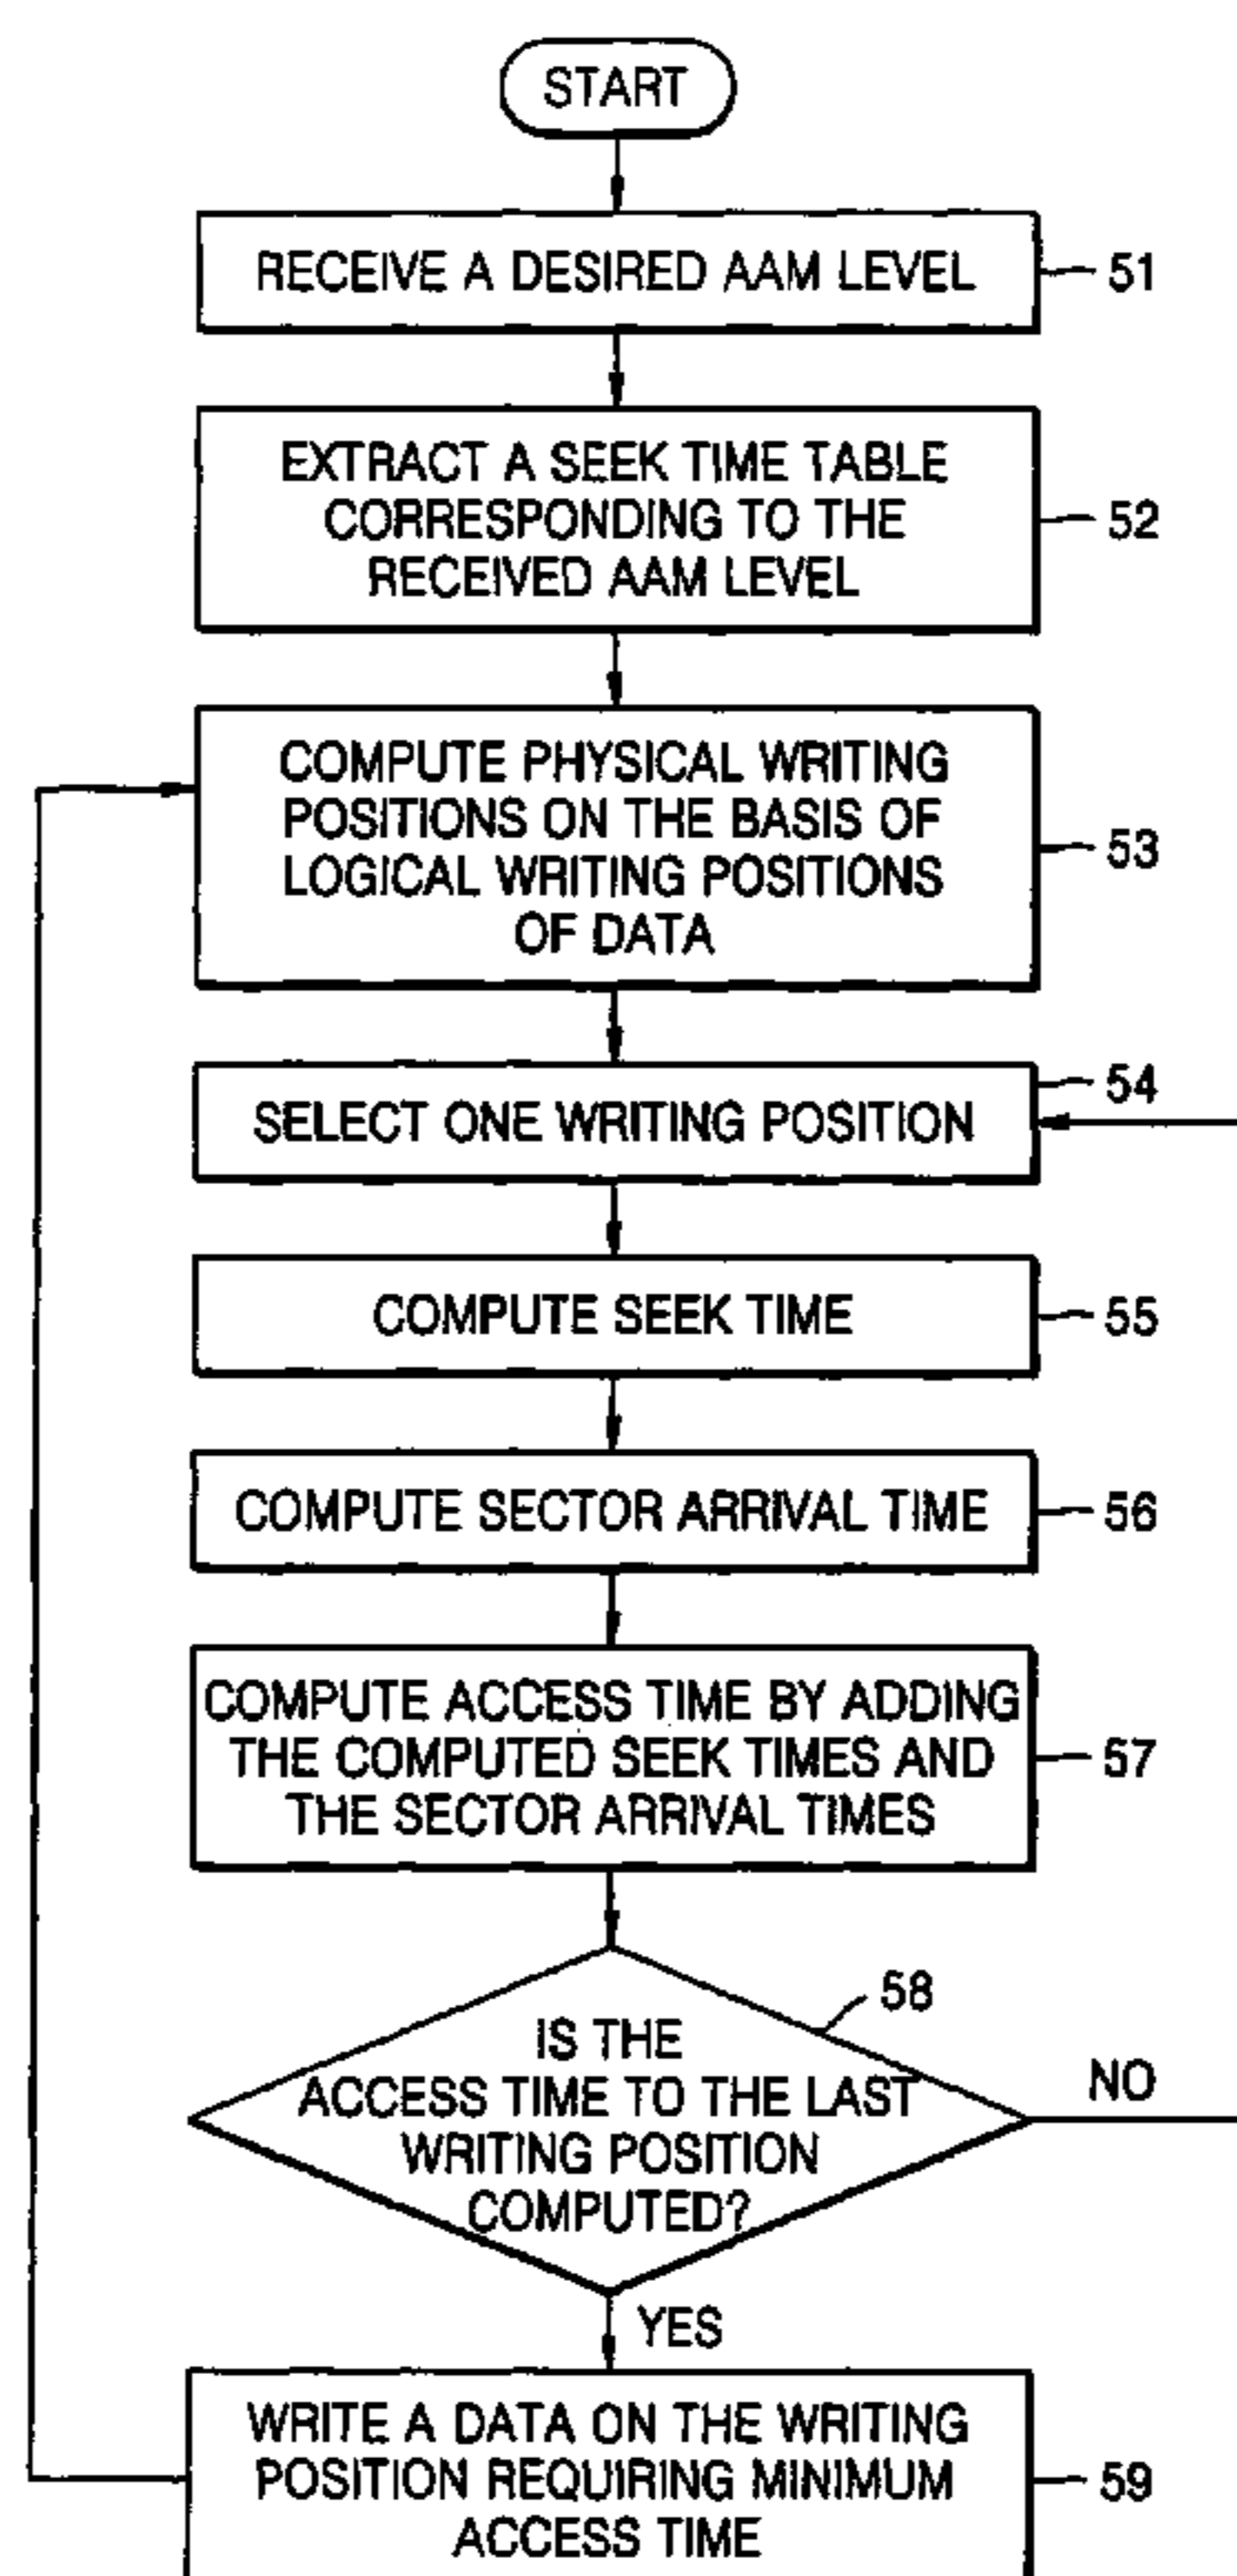 START
RECEIVE A DESIRED AAM LEVEL
51
EXTRACT A SEEK TIME TABLE
CORRESPONDING TO THE
RECEIVED AAM LEVEL
52
COMPUTE PHYSICAL WRITING
POSITIONS ON THE BASIS OF
LOGICAL WRITING POSITIONS
OF DATA
53
SELECT ONE WRITING POSITION
54
COMPUTE SEEK TIME
55
COMPUTE SECTOR ARRIVAL TIME
56
COMPUTE ACCESS TIME BY ADDING
THE COMPUTED SEEK TIMES AND
THE SECTOR ARRIVAL TIMES
57
58
IS THE
ACCESS TIME TO THE LAST
WRITING POSITION
COMPUTED?
NO
YES
WRITE A DATA ON THE WRITING
POSITION REQUIRING MINIMUM
ACCESS TIME
59